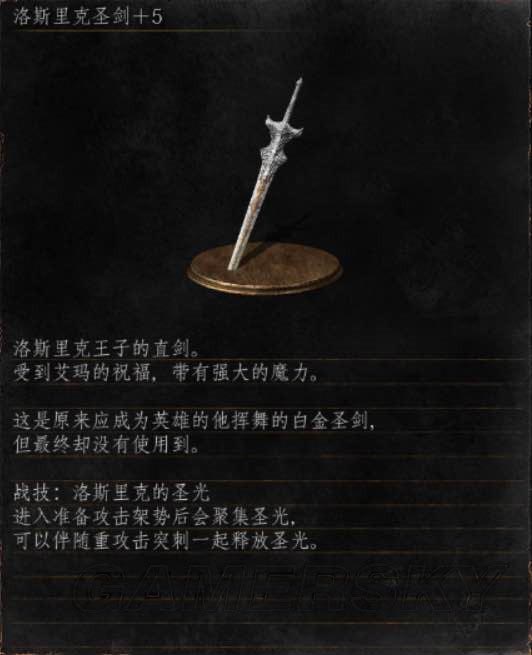 洛斯里克圣剑+5
洛斯里克王子的直剑。
受到艾玛的祝福，带有强大的魔力。
这是原来应成为英雄的他挥舞的白金圣剑，
但最终却没有使用到。
战技：洛斯里克的圣光
进入准备攻击架势后会聚集圣光，
可以伴随重攻击突刺一起释放圣光。
GAMERSKY